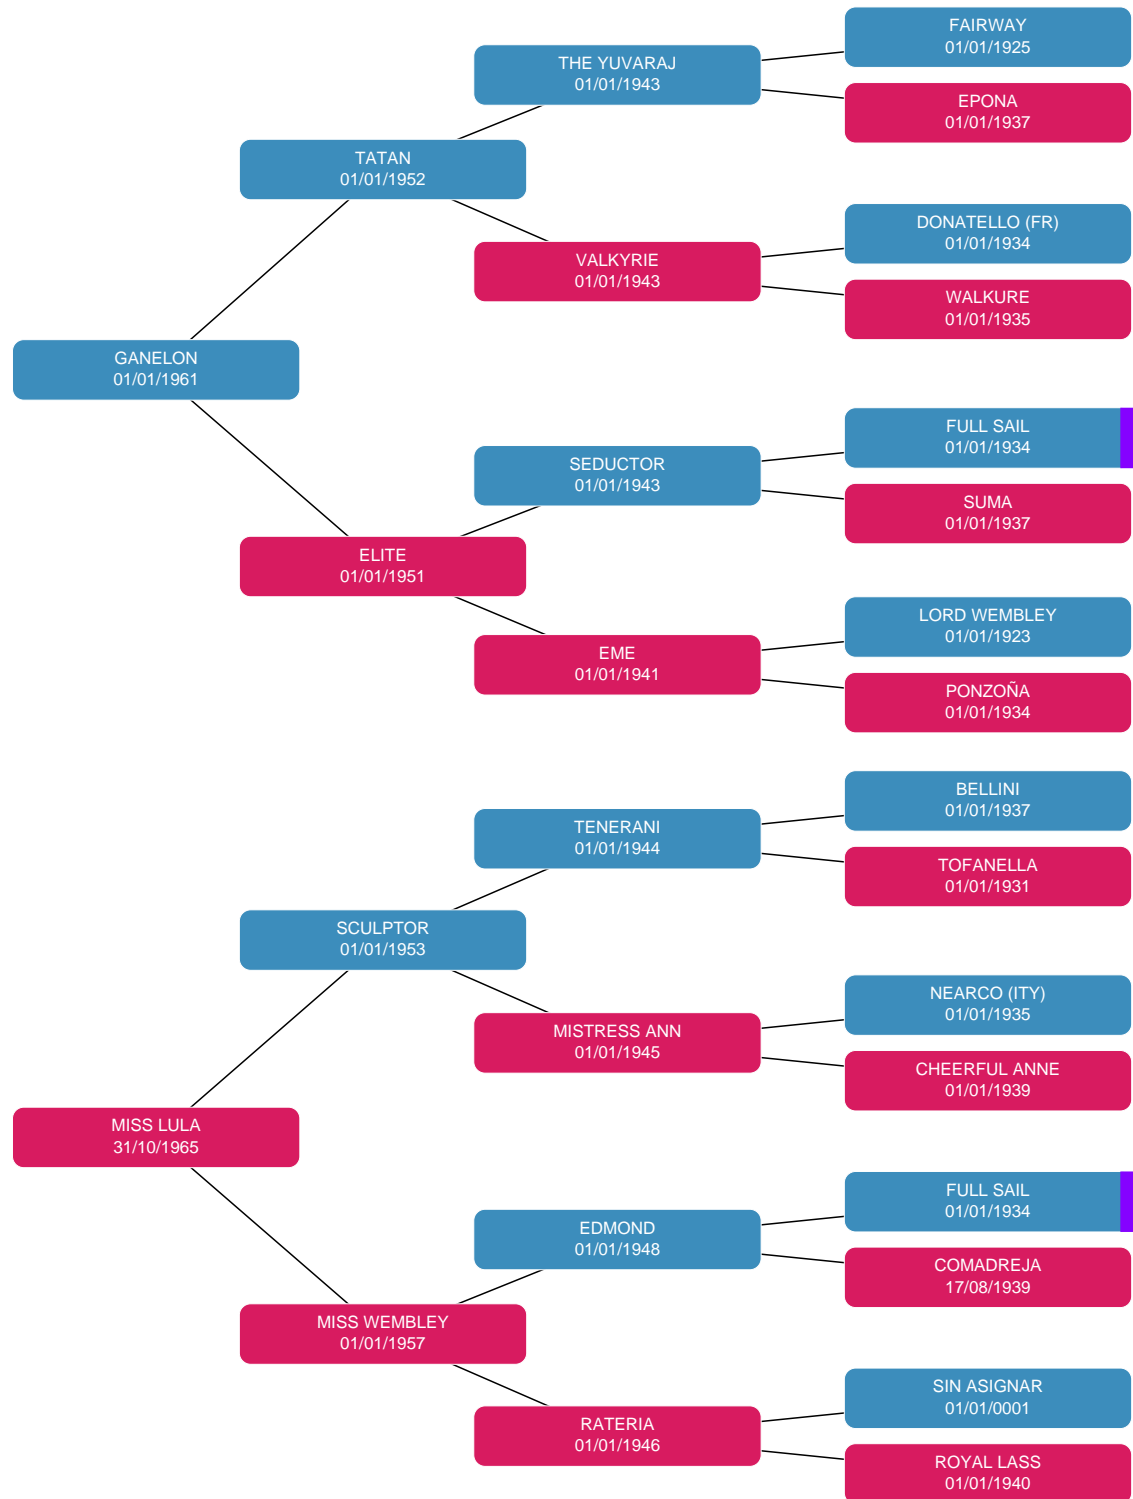 FAIRWAY
01/01/1925
THE YUVARAJ
01/01/1943
EPONA
01/01/1937
TATAN
01/01/1952
DONATELLO (FR)
01/01/1934
VALKYRIE
01/01/1943
WALKURE
01/01/1935
GANELON
01/01/1961
FULL SAIL
01/01/1934
SEDUCTOR
01/01/1943
SUMA
01/01/1937
ELITE
01/01/1951
LORD WEMBLEY
01/01/1923
EME
01/01/1941
PONZOÑA
01/01/1934
BELLINI
01/01/1937
TENERANI
01/01/1944
TOFANELLA
01/01/1931
SCULPTOR
01/01/1953
NEARCO (ITY)
01/01/1935
MISTRESS ANN
01/01/1945
CHEERFUL ANNE
01/01/1939
MISS LULA
31/10/1965
FULL SAIL
01/01/1934
EDMOND
01/01/1948
COMADREJA
17/08/1939
MISS WEMBLEY
01/01/1957
SIN ASIGNAR
01/01/0001
RATERIA
01/01/1946
ROYAL LASS
01/01/1940